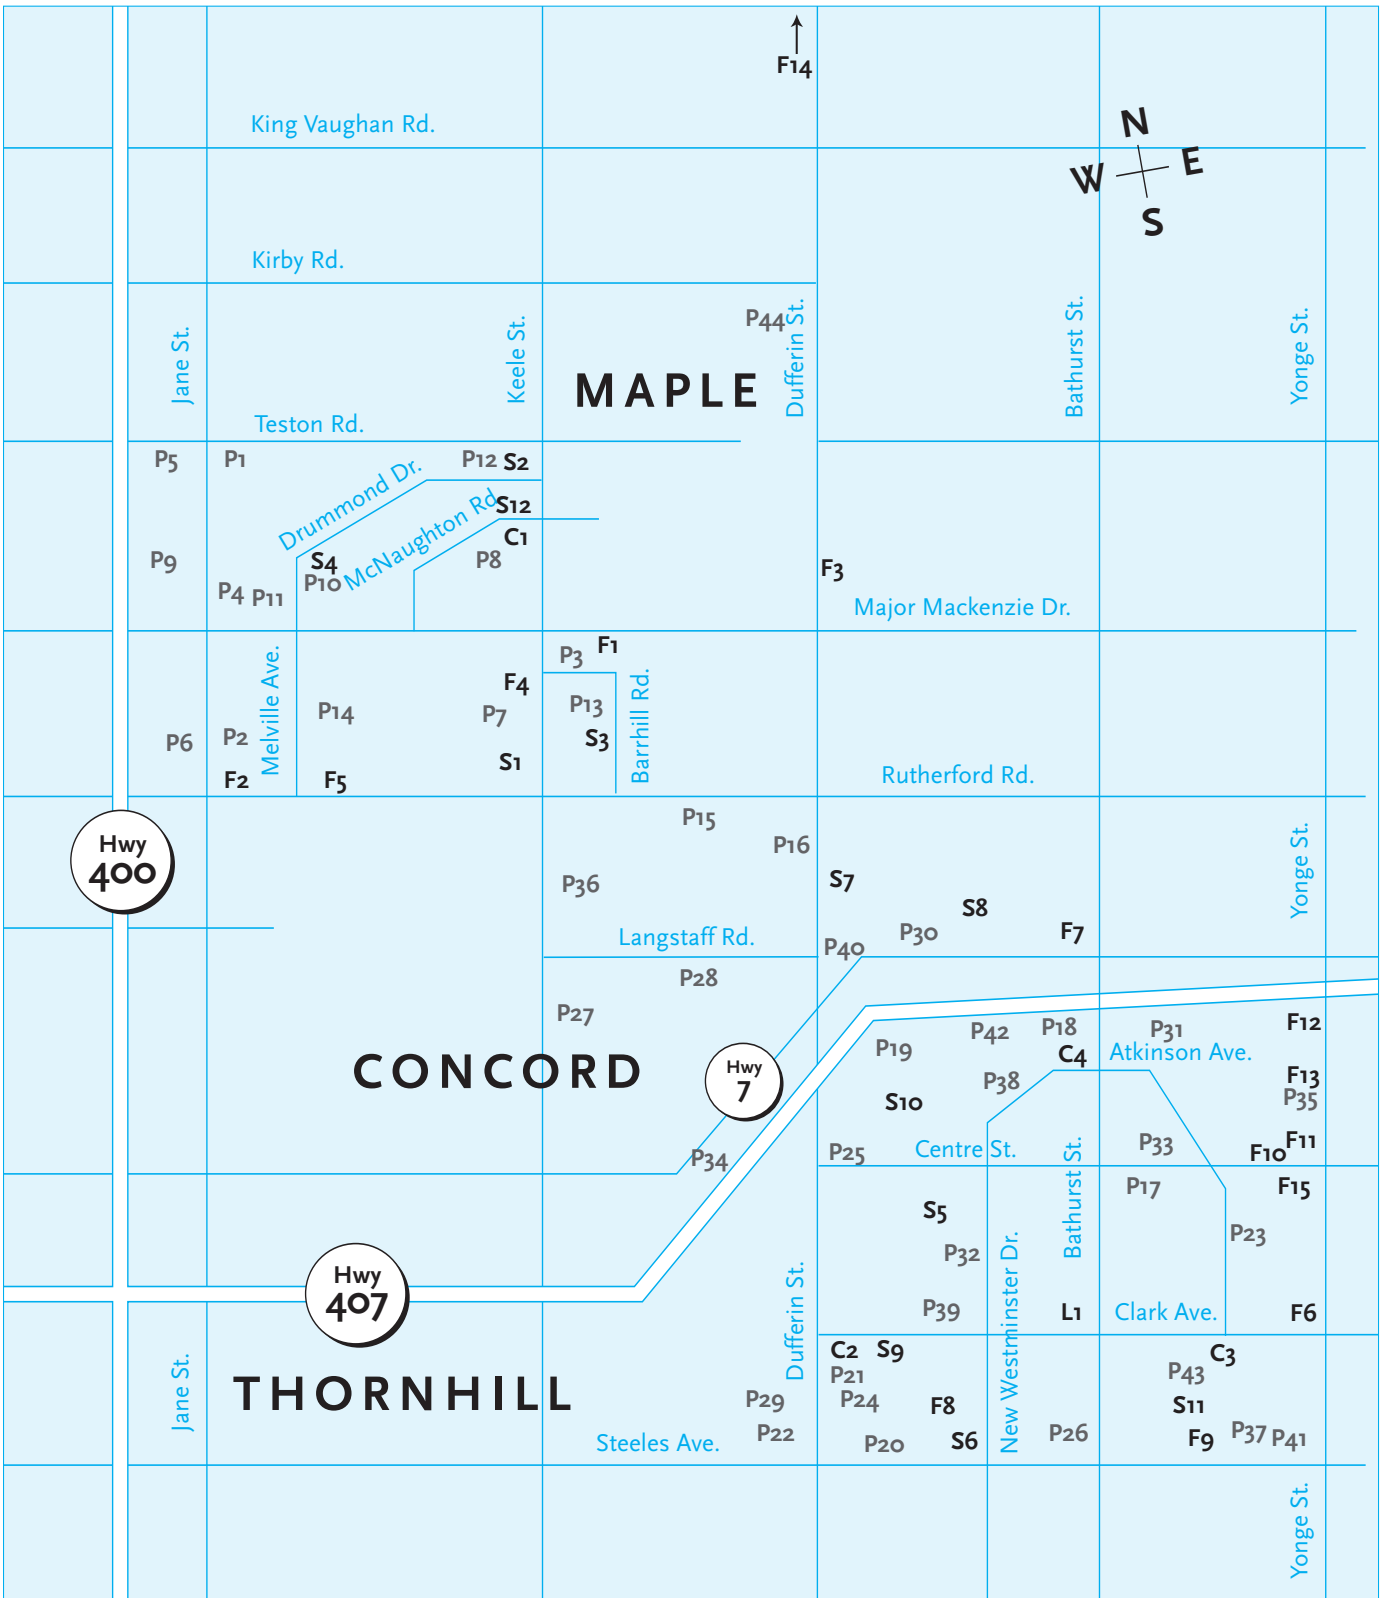 F14
King Vaughan Rd.
N
W E
S
Kirby Rd.
Jane St.
Keele St.
P44
Dufferin St.
Bathurst St.
Yonge St.
MAPLE
Teston Rd.
P5 P1 P12 S2
Drummond Dr.
S12
McNaughton Rd.
C1
P9 S4 P8
P10
P4 P11
F3
Major Mackenzie Dr.
Melville Ave.
P3 F1
Barrhill Rd.
F4
P14 P7 P13
P6 P2 S3
F2 F5 S1
Rutherford Rd.
P15
P16
Hwy
400
P36 S7
S8
Yonge St.
Langstaff Rd.
P40 P30 F7
P28
P27
CONCORD
Hwy
7
P19 P42 P18 P31 F12
C4 Atkinson Ave.
P38 F13
S10 P35
P34 P25 Centre St. P33 F10 F11
Bathurst St.
P17 F15
S5
P32 P23
New Westminster Dr.
Hwy
407
Dufferin St.
P39 L1 Clark Ave. F6
Jane St.
THORNHILL
C2 S9 C3
P21 P43
P29 P24 F8 S11
P22 P20 S6 P26 F9 P37 P41
Steeles Ave.
Yonge St.